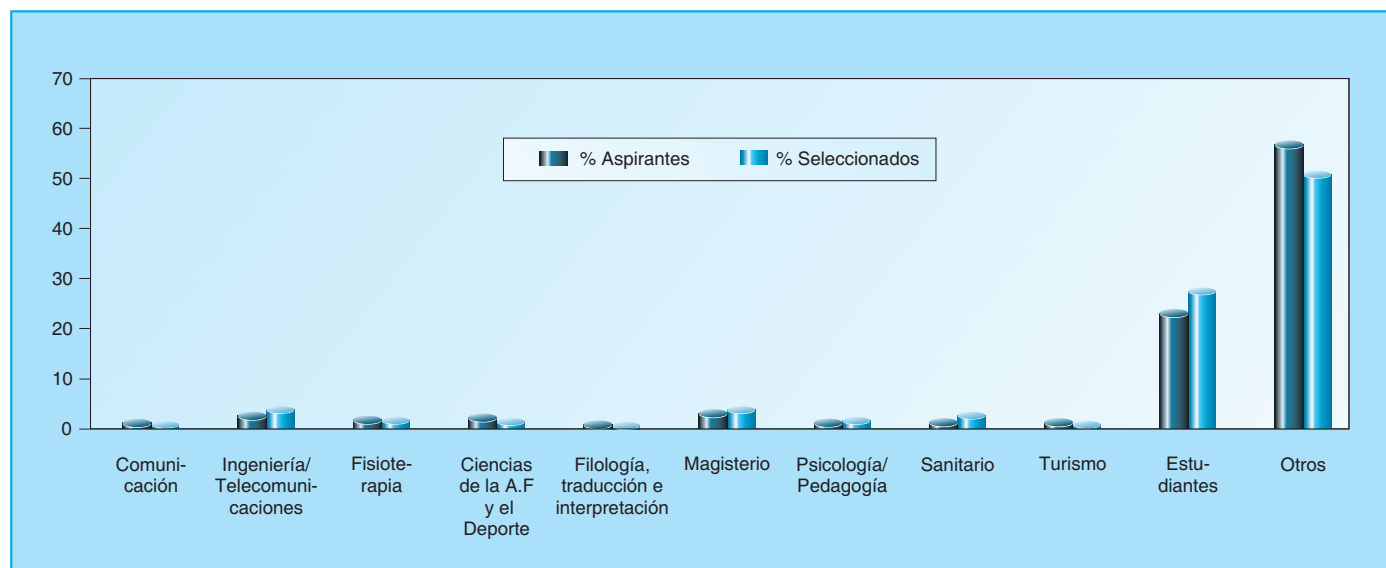 70
60
50
40
30
20
10
0
% Aspirantes
% Seleccionados
Comuni-
cación
Ingeniería/
Telecomuni-
caciones
Fisiote-
rapia
Ciencias
de la A.F
y el
Deporte
Filología,
traducción e
interpretación
Magisterio
Psicología/
Pedagogía
Sanitario
Turismo
Estu-
diantes
Otros